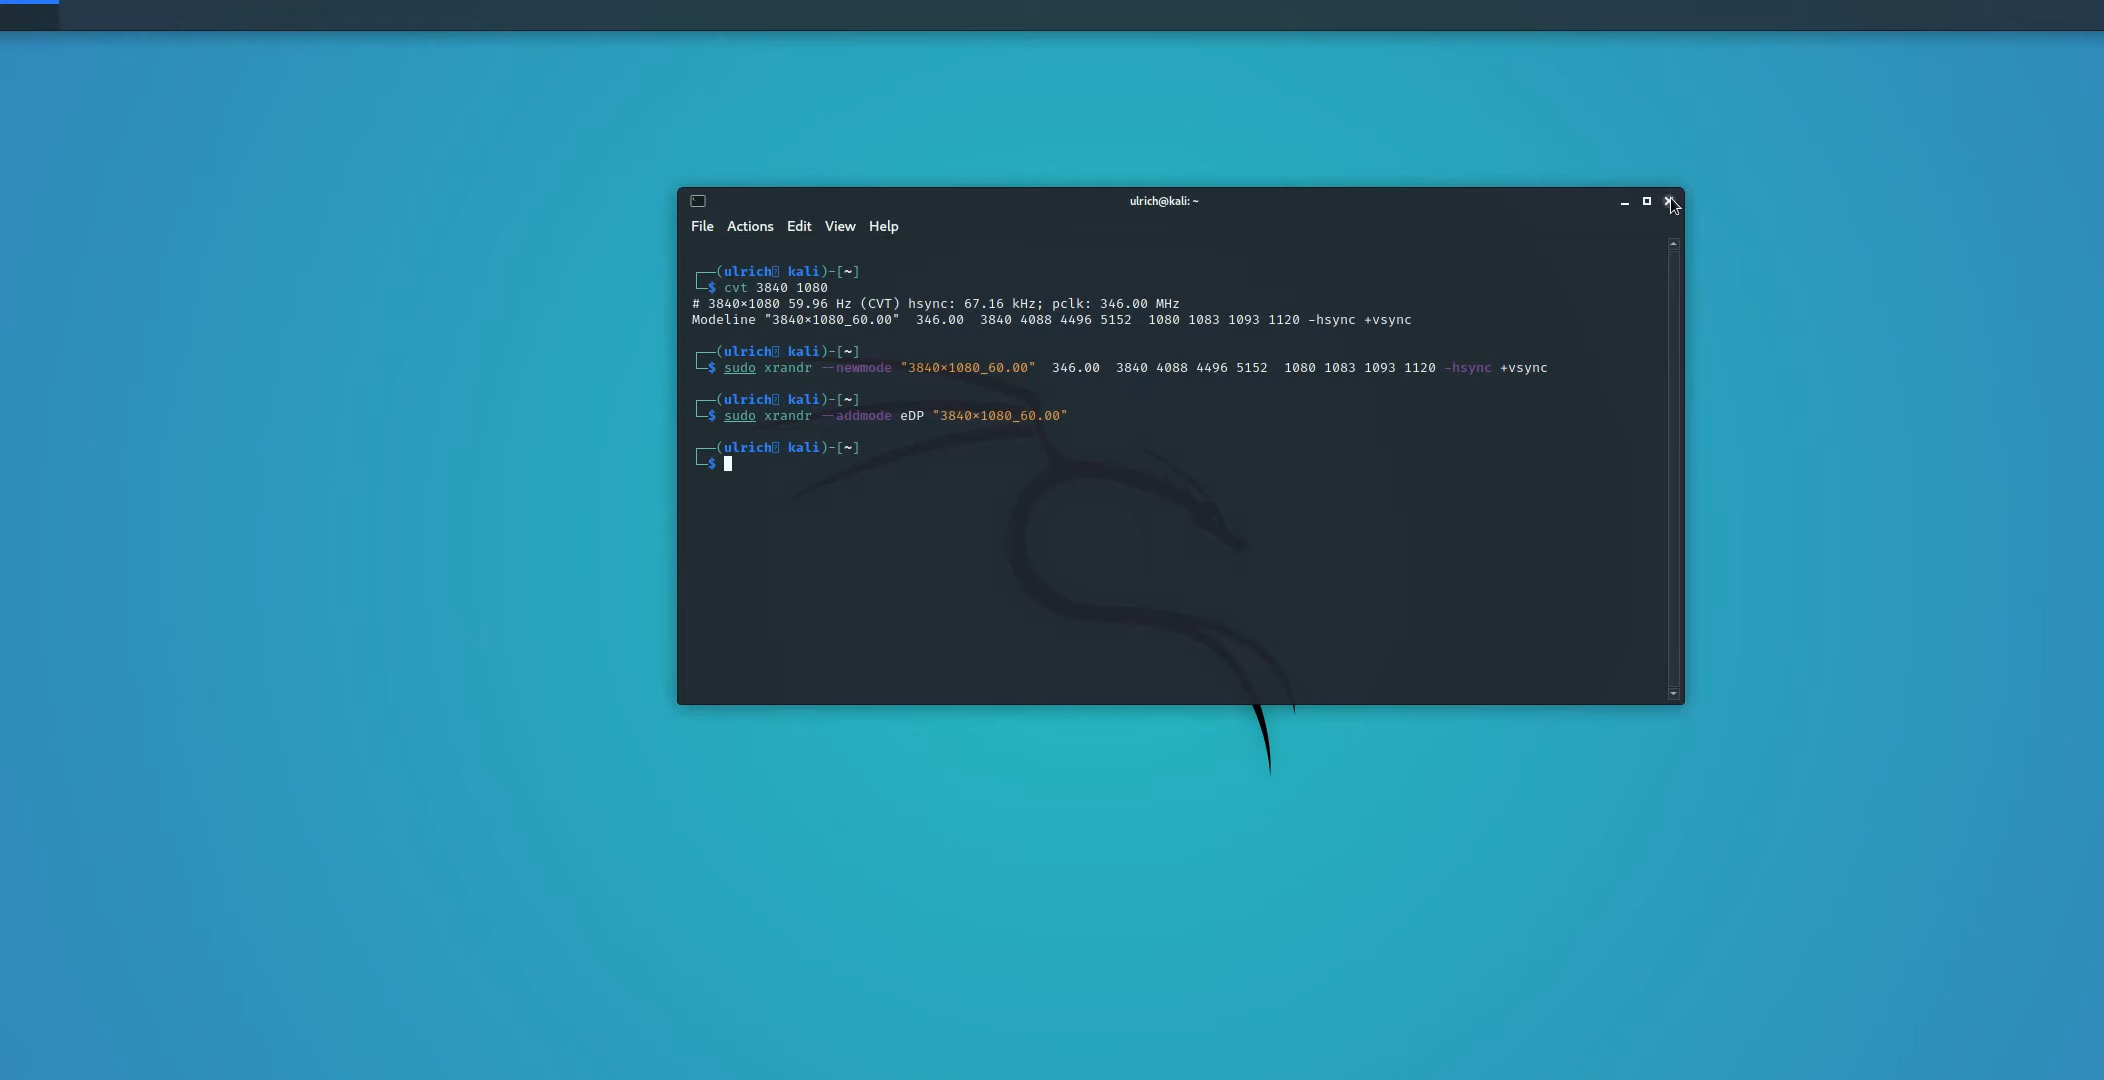 ulrich@kali: ~
File Actions Edit View Help
┌──(ulrich㉿ kali)-[~]
└─$ cvt 3840 1080
# 3840×1080 59.96 Hz (CVT) hsync: 67.16 kHz; pclk: 346.00 MHz
Modeline "3840×1080_60.00"  346.00  3840 4088 4496 5152  1080 1083 1093 1120 -hsync +vsync
┌──(ulrich㉿ kali)-[~]
└─$ sudo xrandr --newmode "3840×1080_60.00"  346.00  3840 4088 4496 5152  1080 1083 1093 1120 -hsync +vsync
┌──(ulrich㉿ kali)-[~]
└─$ sudo xrandr --addmode eDP "3840×1080_60.00"
┌──(ulrich㉿ kali)-[~]
└─$